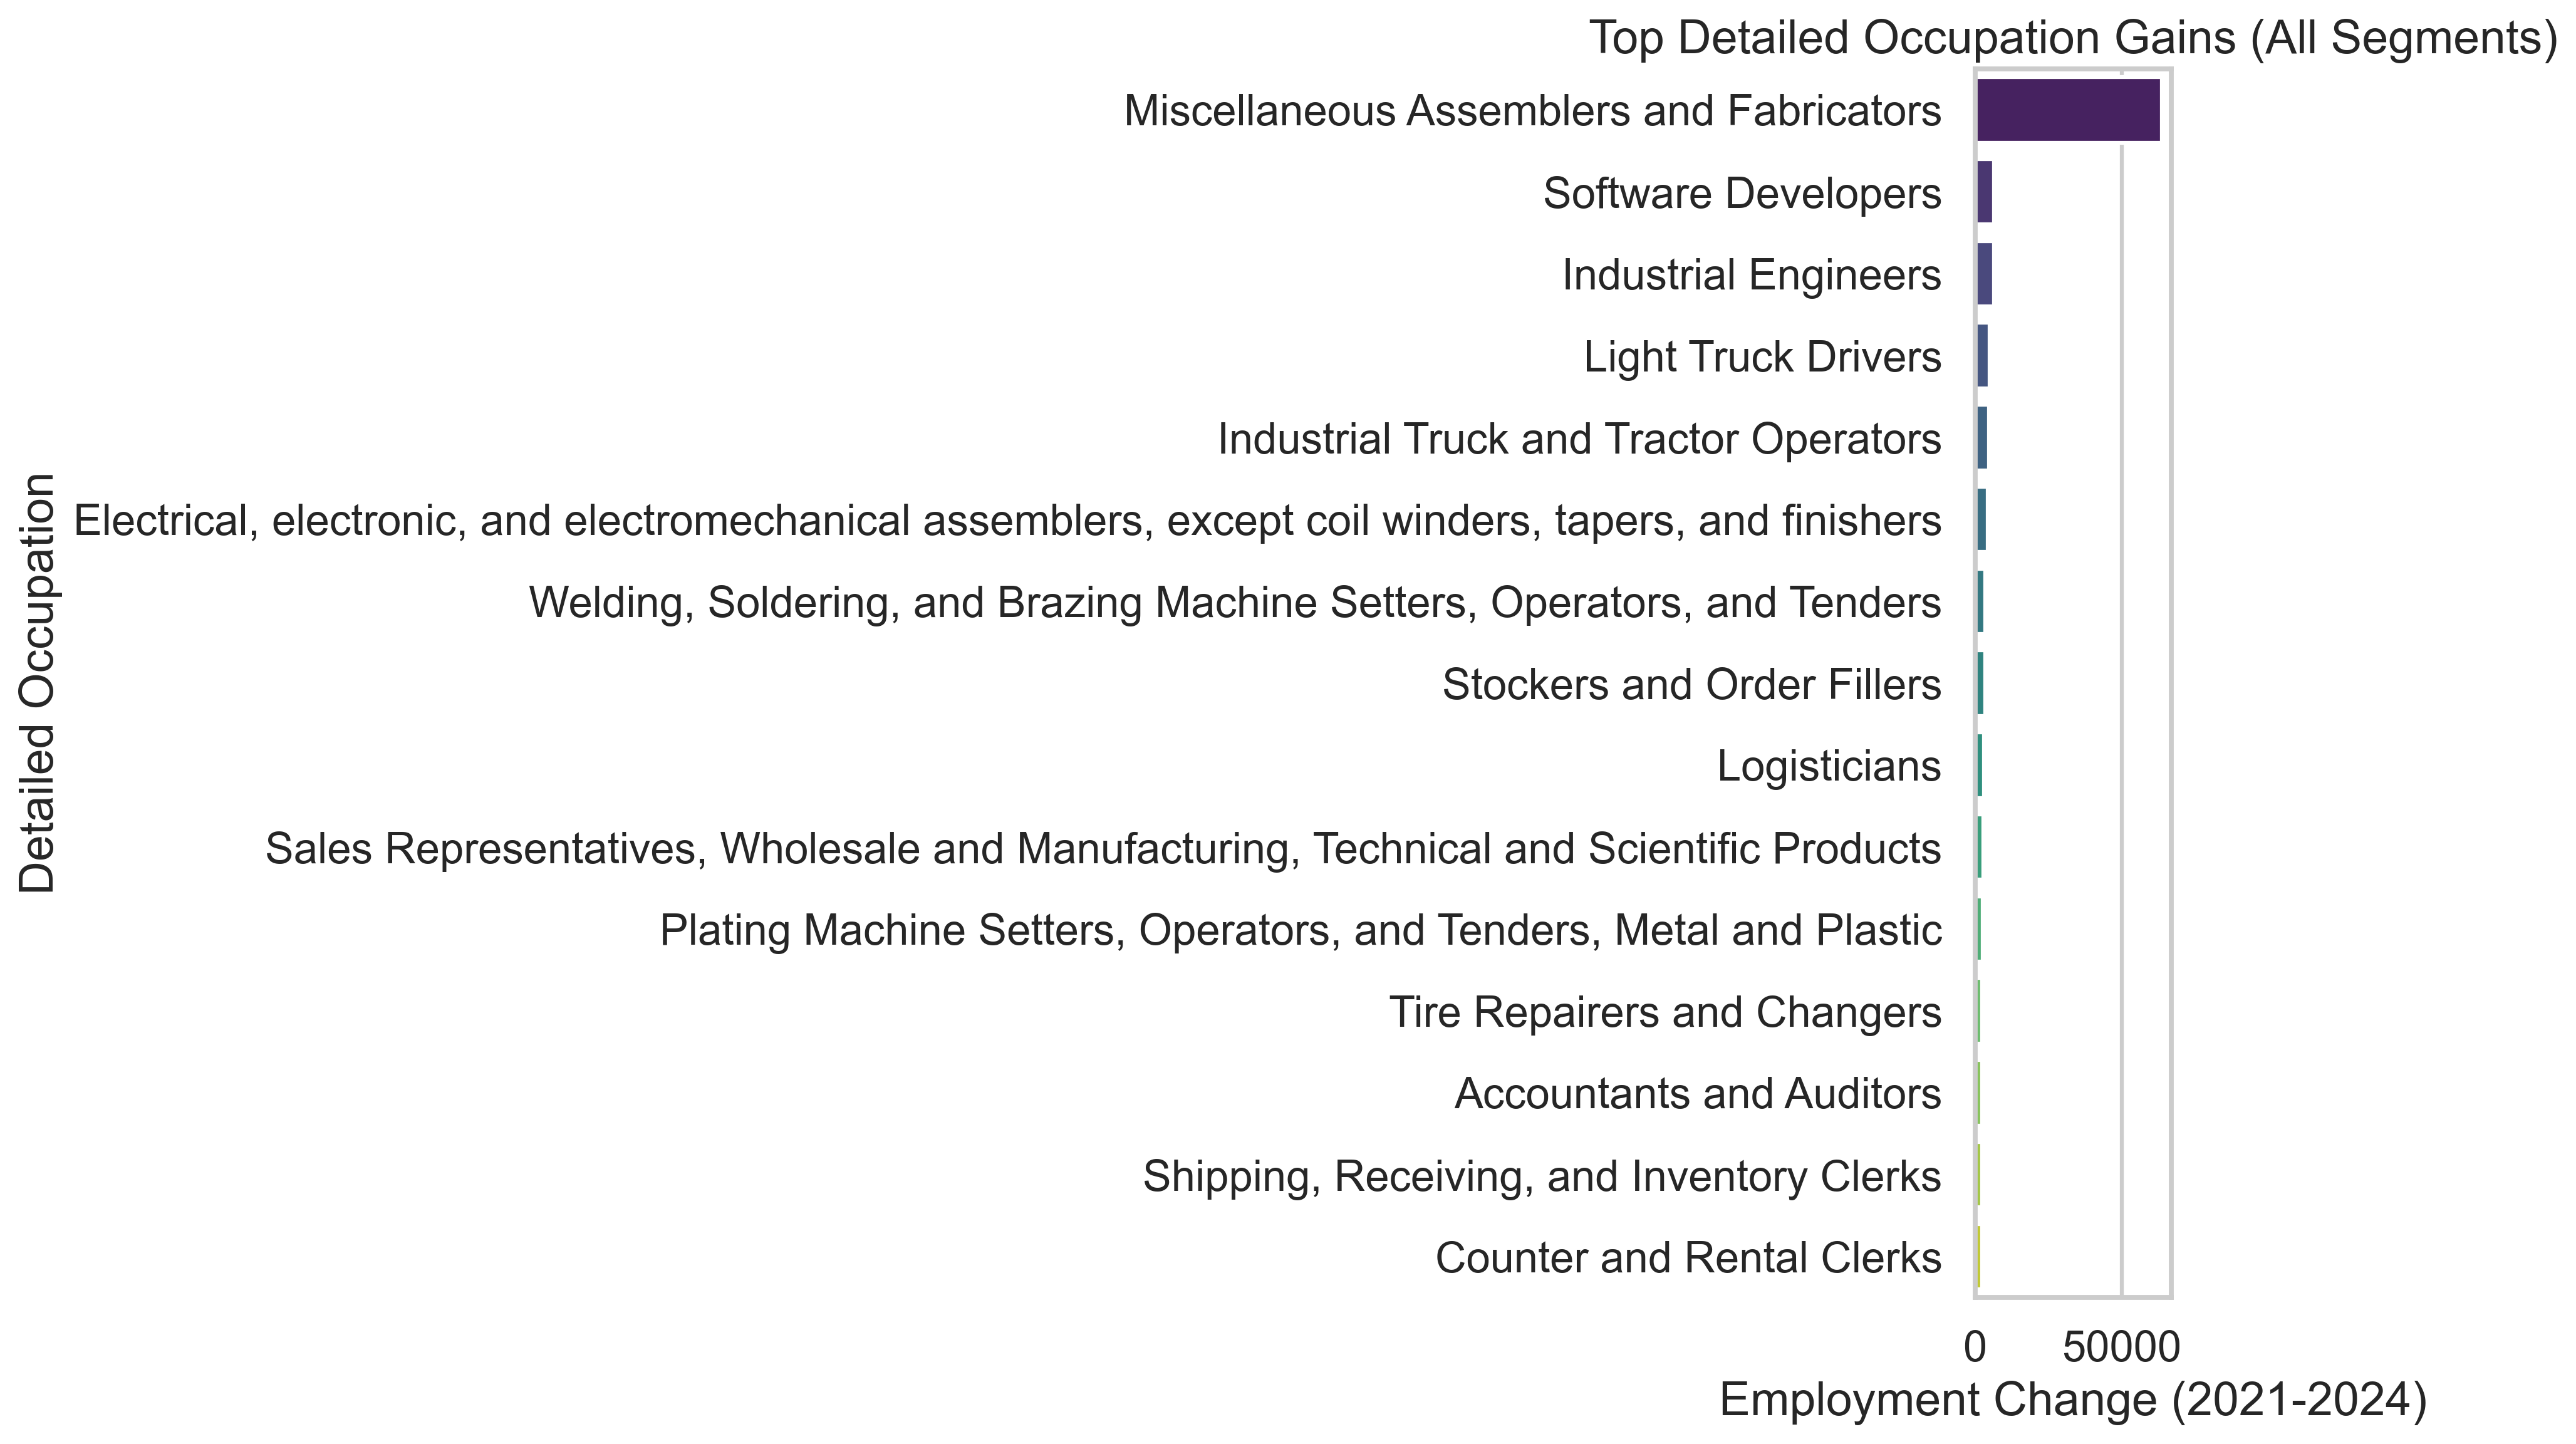 Top Detailed Occupation Gains (All Segments)
Miscellaneous Assemblers and Fabricators
Software Developers
Industrial Engineers
Light Truck Drivers
Industrial Truck and Tractor Operators
Electrical, electronic, and electromechanical assemblers, except coil winders, tapers, and finishers
Welding, Soldering, and Brazing Machine Setters, Operators, and Tenders
Stockers and Order Fillers
Logisticians
Sales Representatives, Wholesale and Manufacturing, Technical and Scientific Products
Plating Machine Setters, Operators, and Tenders, Metal and Plastic
Tire Repairers and Changers
Accountants and Auditors
Shipping, Receiving, and Inventory Clerks
Counter and Rental Clerks
Detailed Occupation
0 50000
Employment Change (2021-2024)